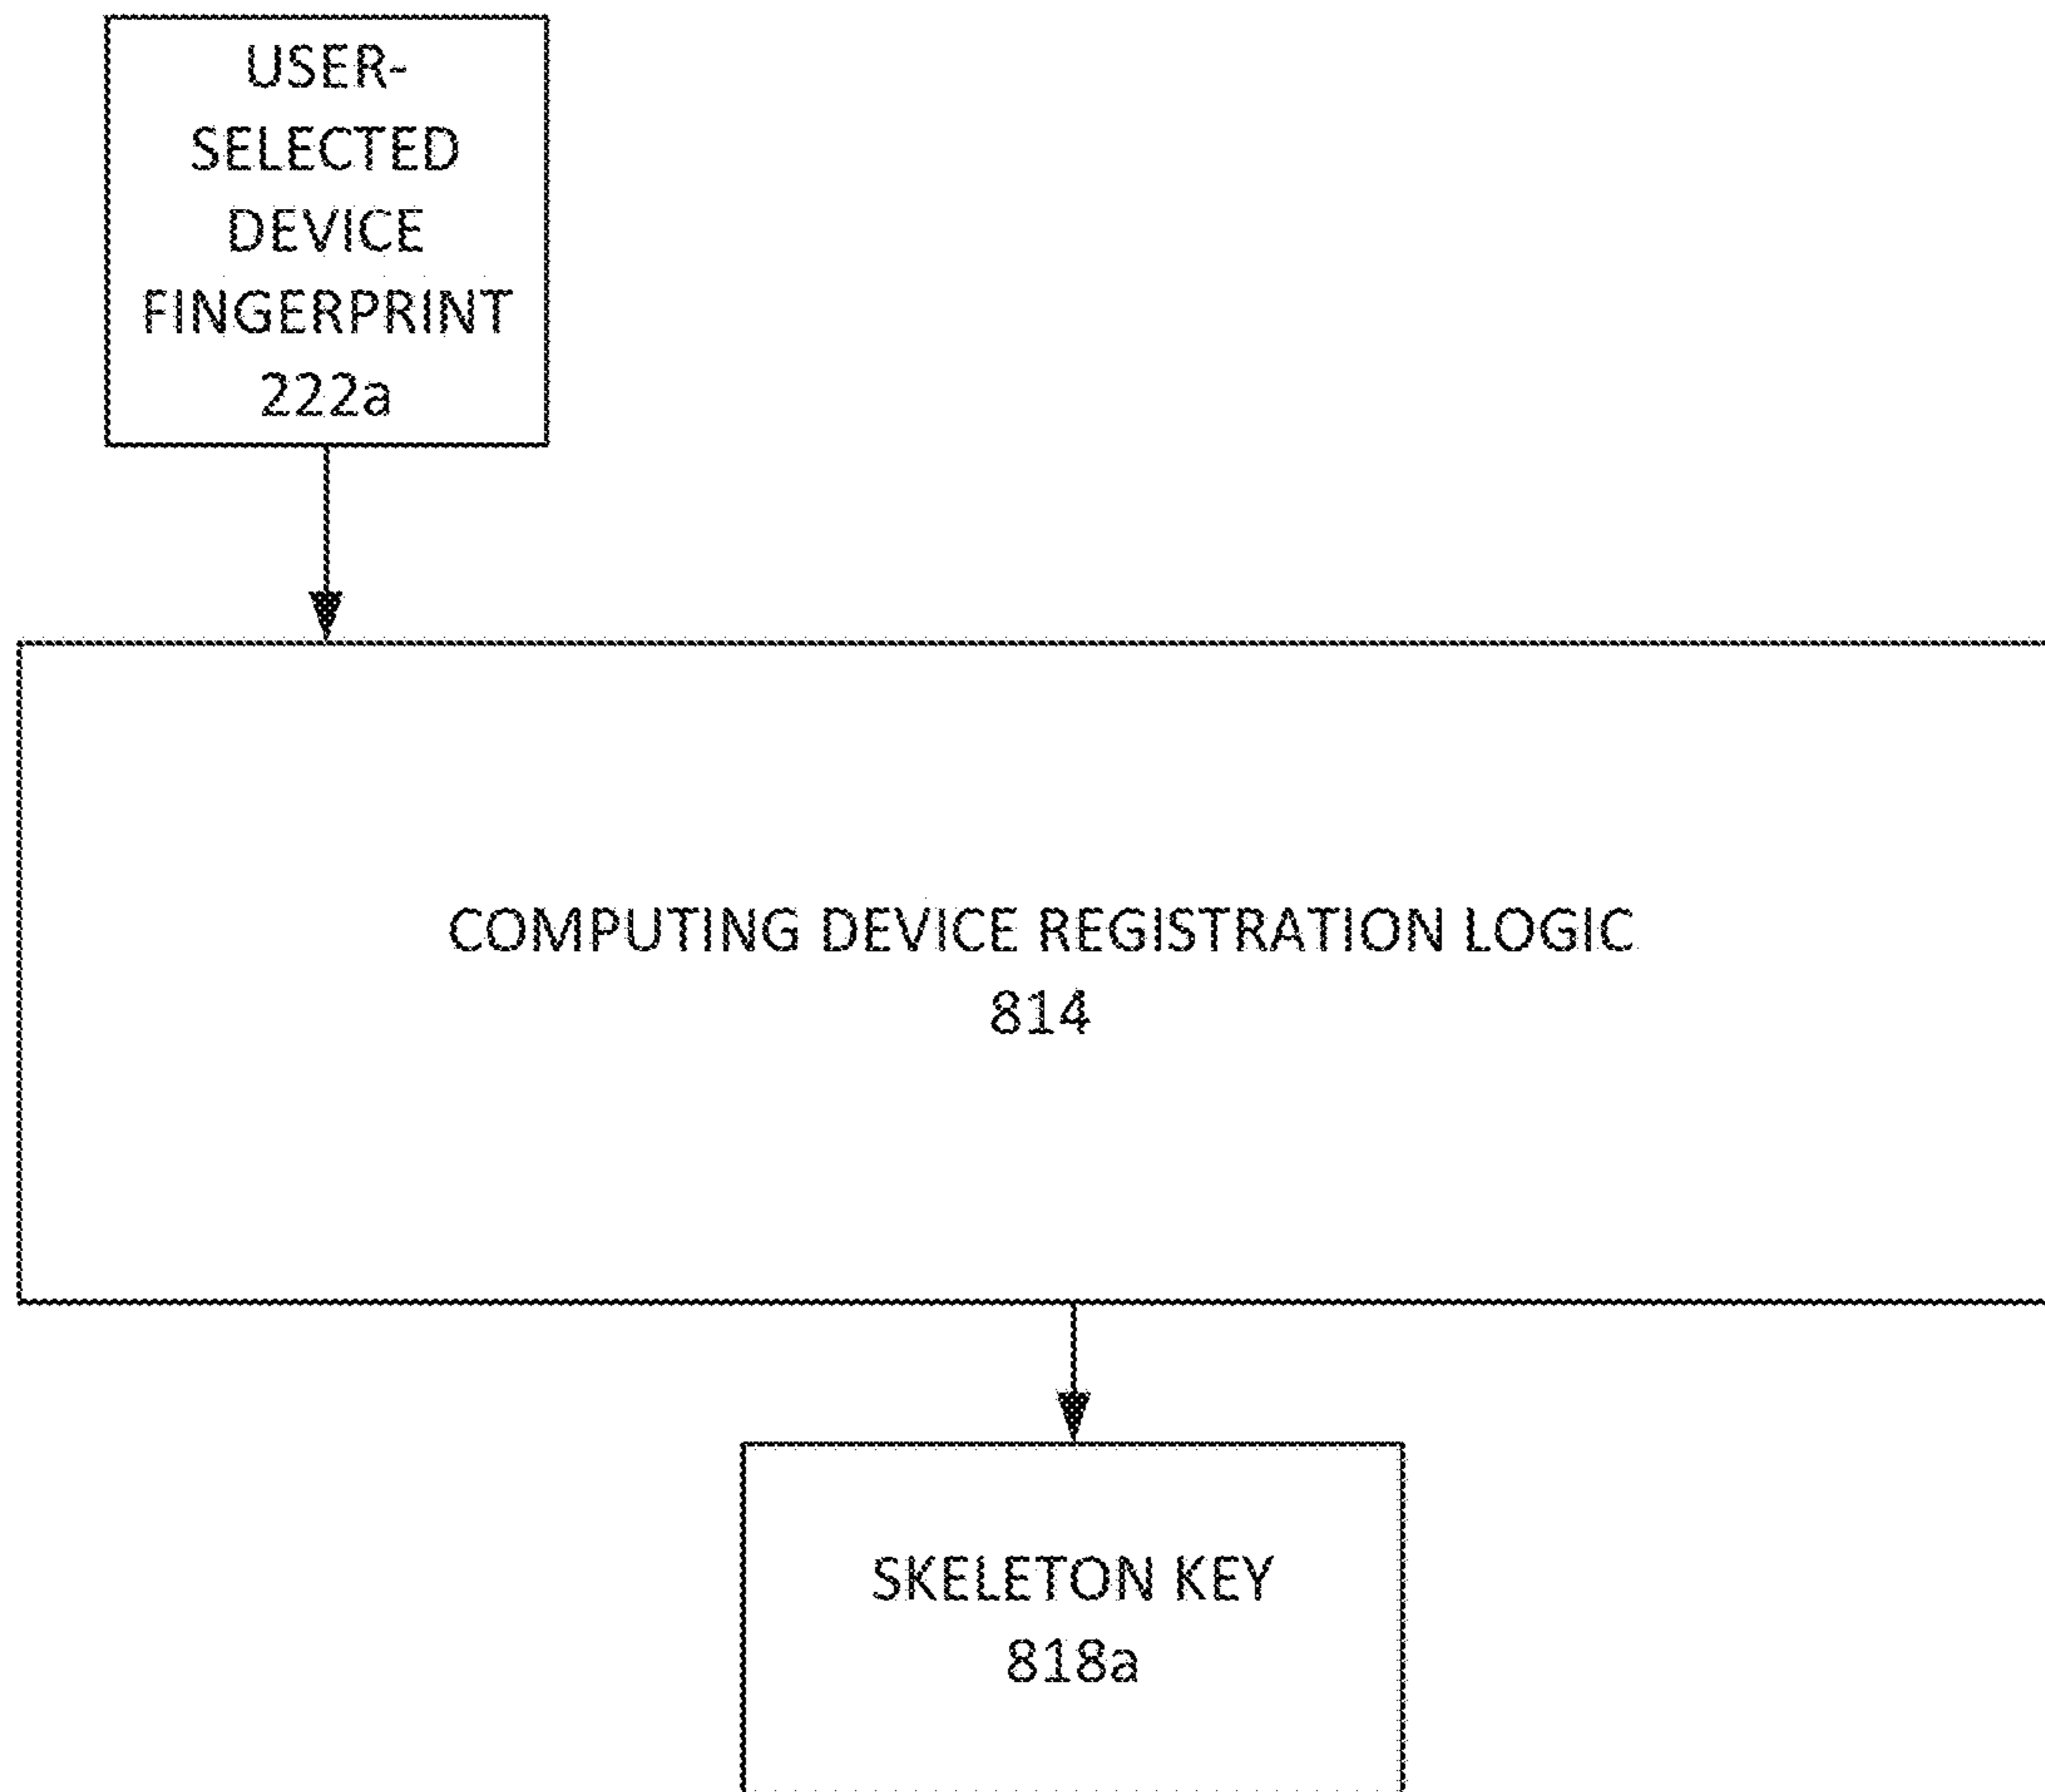 USER-
SELECTED
DEVICE
FINGERPRINT
222a
COMPUTING DEVICE REGISTRATION LOGIC
814
SKELETON KEY
818a